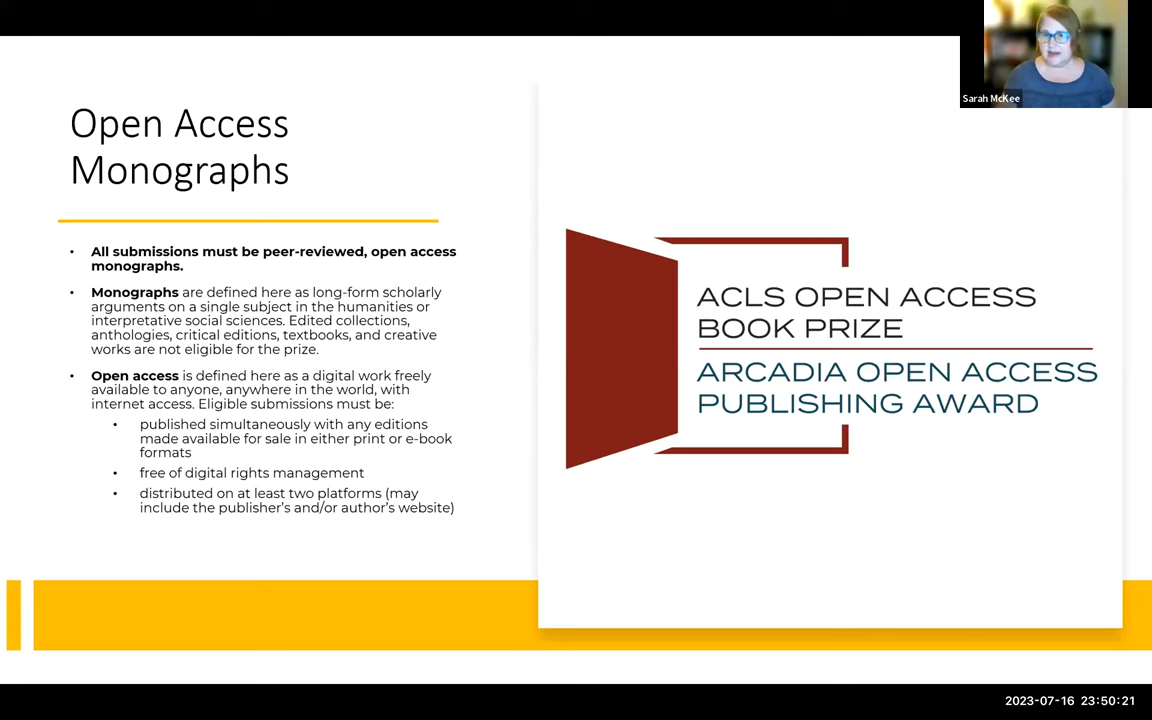 Sarah McKee
Open Access
Monographs
• All submissions must be peer-reviewed, open access
monographs.
• Monographs are defined here as long-form scholarly
arguments on a single subject in the humanities or
interpretative social sciences. Edited collections,
anthologies, critical editions, textbooks, and creative
works are not eligible for the prize.
• Open access is defined here as a digital work freely
available to anyone, anywhere in the world, with
internet access. Eligible submissions must be:
• published simultaneously with any editions
made available for sale in either print or e-book
formats
• free of digital rights management
• distributed on at least two platforms (may
include the publisher's and/or author's website)
ACLS OPEN ACCESS
BOOK PRIZE
ARCADIA OPEN ACCESS
PUBLISHING AWARD
2023-07-16 23:50:21